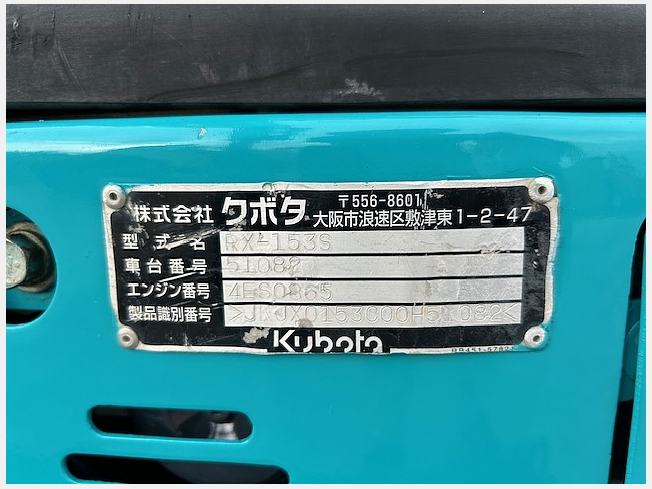 株式会社 クボタ 〒556-8601 大阪市浪速区敷津東1-2-47
型式名 RX-153S
車台番号 51082
エンジン番号
製品識別番号
Kubota